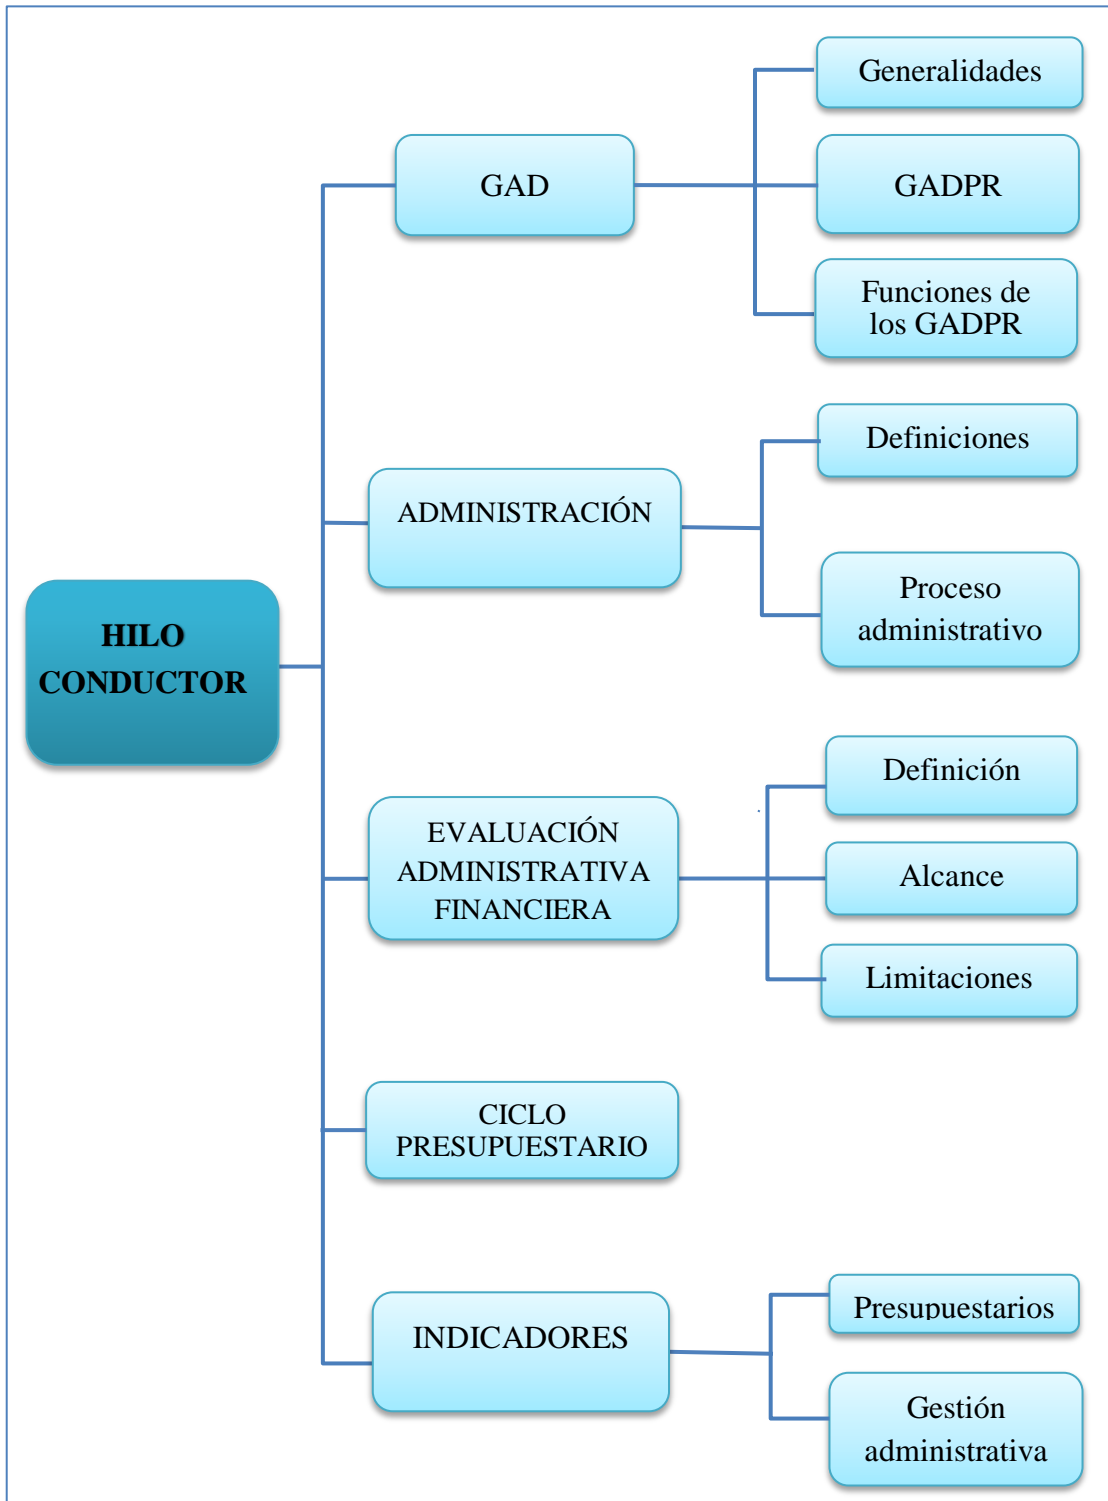 HILO
CONDUCTOR
GAD
Generalidades
GADPR
Funciones de
los GADPR
ADMINISTRACIÓN
Definiciones
Proceso
administrativo
EVALUACIÓN
ADMINISTRATIVA
FINANCIERA
Definición
Alcance
Limitaciones
CICLO
PRESUPUESTARIO
INDICADORES
Presupuestarios
Gestión
administrativa